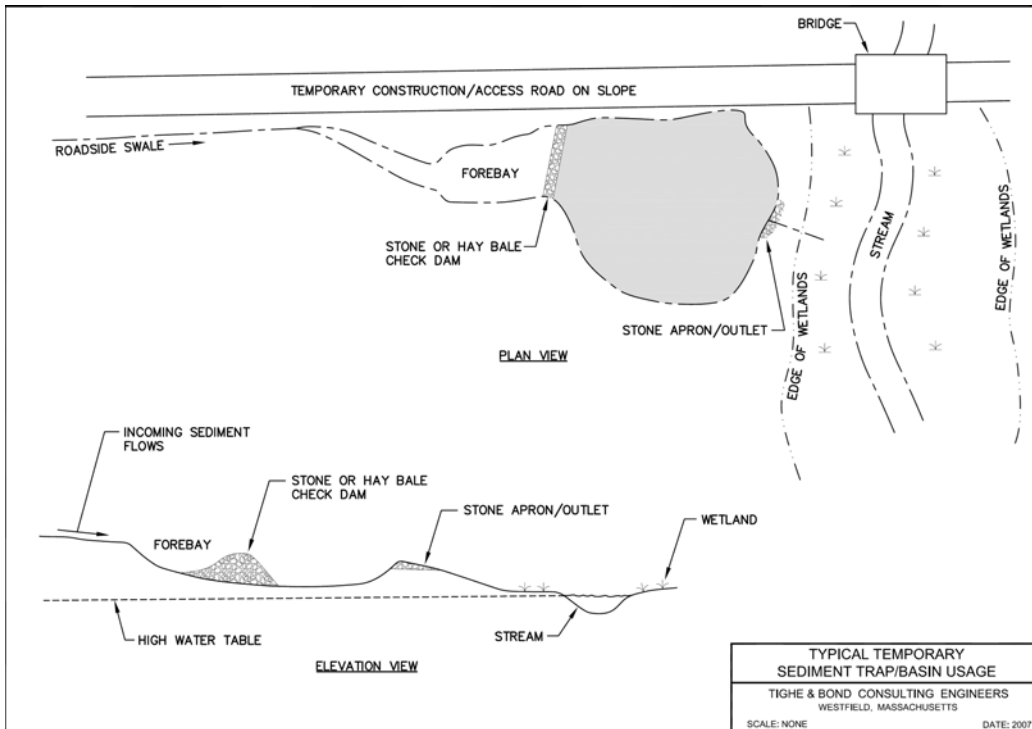 BRIDGE
TEMPORARY CONSTRUCTION/ACCESS ROAD ON SLOPE
ROADSIDE SWALE
FOREBAY
STONE OR HAY BALE
CHECK DAM
STONE APRON/OUTLET
EDGE OF WETLANDS
STREAM
EDGE OF WETLANDS
PLAN VIEW
INCOMING SEDIMENT
FLOWS
STONE OR HAY BALE
CHECK DAM
STONE APRON/OUTLET
WETLAND
FOREBAY
HIGH WATER TABLE
STREAM
ELEVATION VIEW
TYPICAL TEMPORARY
SEDIMENT TRAP/BASIN USAGE
TIGHE & BOND CONSULTING ENGINEERS
WESTFIELD, MASSACHUSETTS
SCALE: NONE DATE: 2007